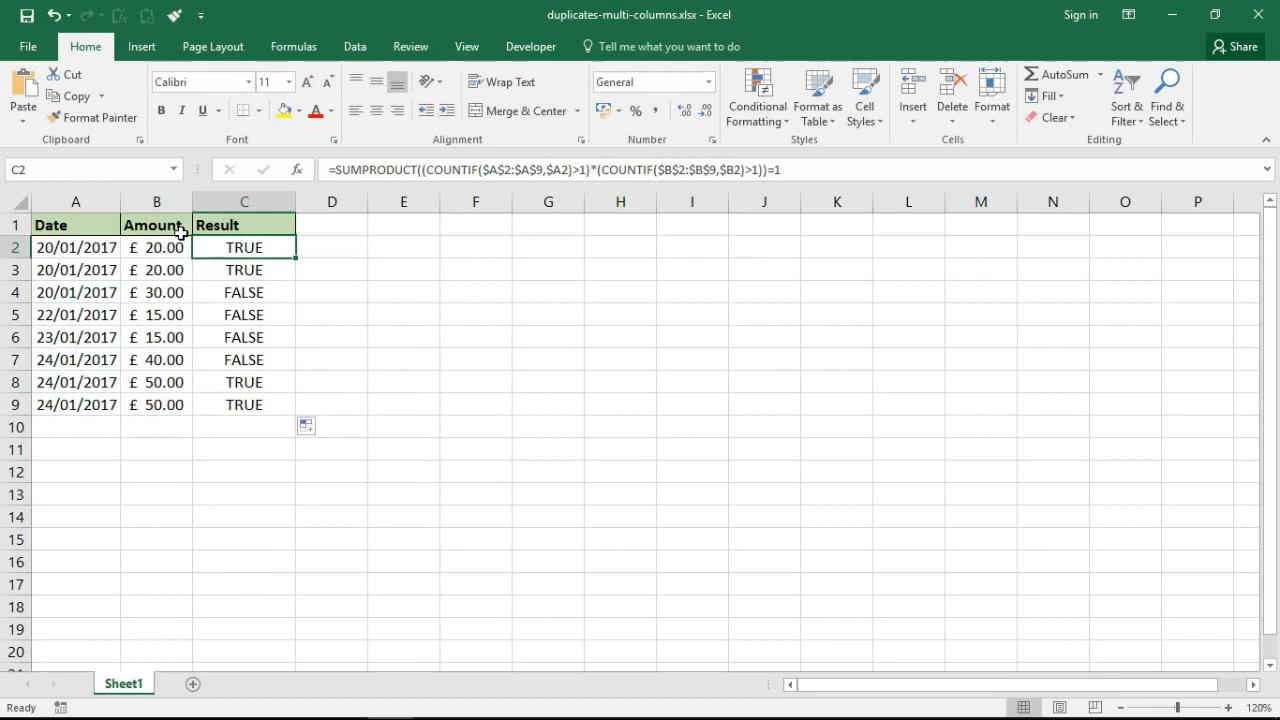 duplicates-multi-columns.xlsx - Excel
Sign in
File Home Insert Page Layout Formulas Data Review View Developer Tell me what you want to do Share
Paste
Cut
Copy
Format Painter
Clipboard
Calibri 11
A A
B I U A
Font
Wrap Text
Merge & Center
Alignment
General
% , .0 .00 .00 .0
Number
Conditional Formatting
Format as Table
Cell Styles
Styles
Insert Delete Format
Cells
AutoSum
Fill
Clear
Sort & Filter
Find & Select
Editing
C2 fx =SUMPRODUCT((COUNTIF($A$2:$A$9,$A2)>1)*(COUNTIF($B$2:$B$9,$B2)>1))=1
A B C D E F G H I J K L M N O P
1 Date Amount Result
2 20/01/2017 £ 20.00 TRUE
3 20/01/2017 £ 20.00 TRUE
4 20/01/2017 £ 30.00 FALSE
5 22/01/2017 £ 15.00 FALSE
6 23/01/2017 £ 15.00 FALSE
7 24/01/2017 £ 40.00 FALSE
8 24/01/2017 £ 50.00 TRUE
9 24/01/2017 £ 50.00 TRUE
10
11
12
13
14
15
16
17
18
19
20
Sheet1
Ready
120%